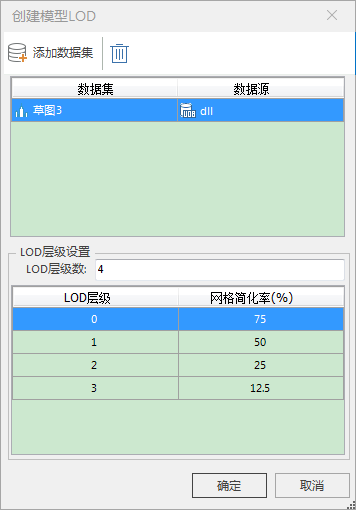 创建模型LOD
添加数据集
数据集 数据源
草图3 dll
LOD层级设置
LOD层级数: 4
LOD层级 网格简化率(%)
0 75
1 50
2 25
3 12.5
确定 取消